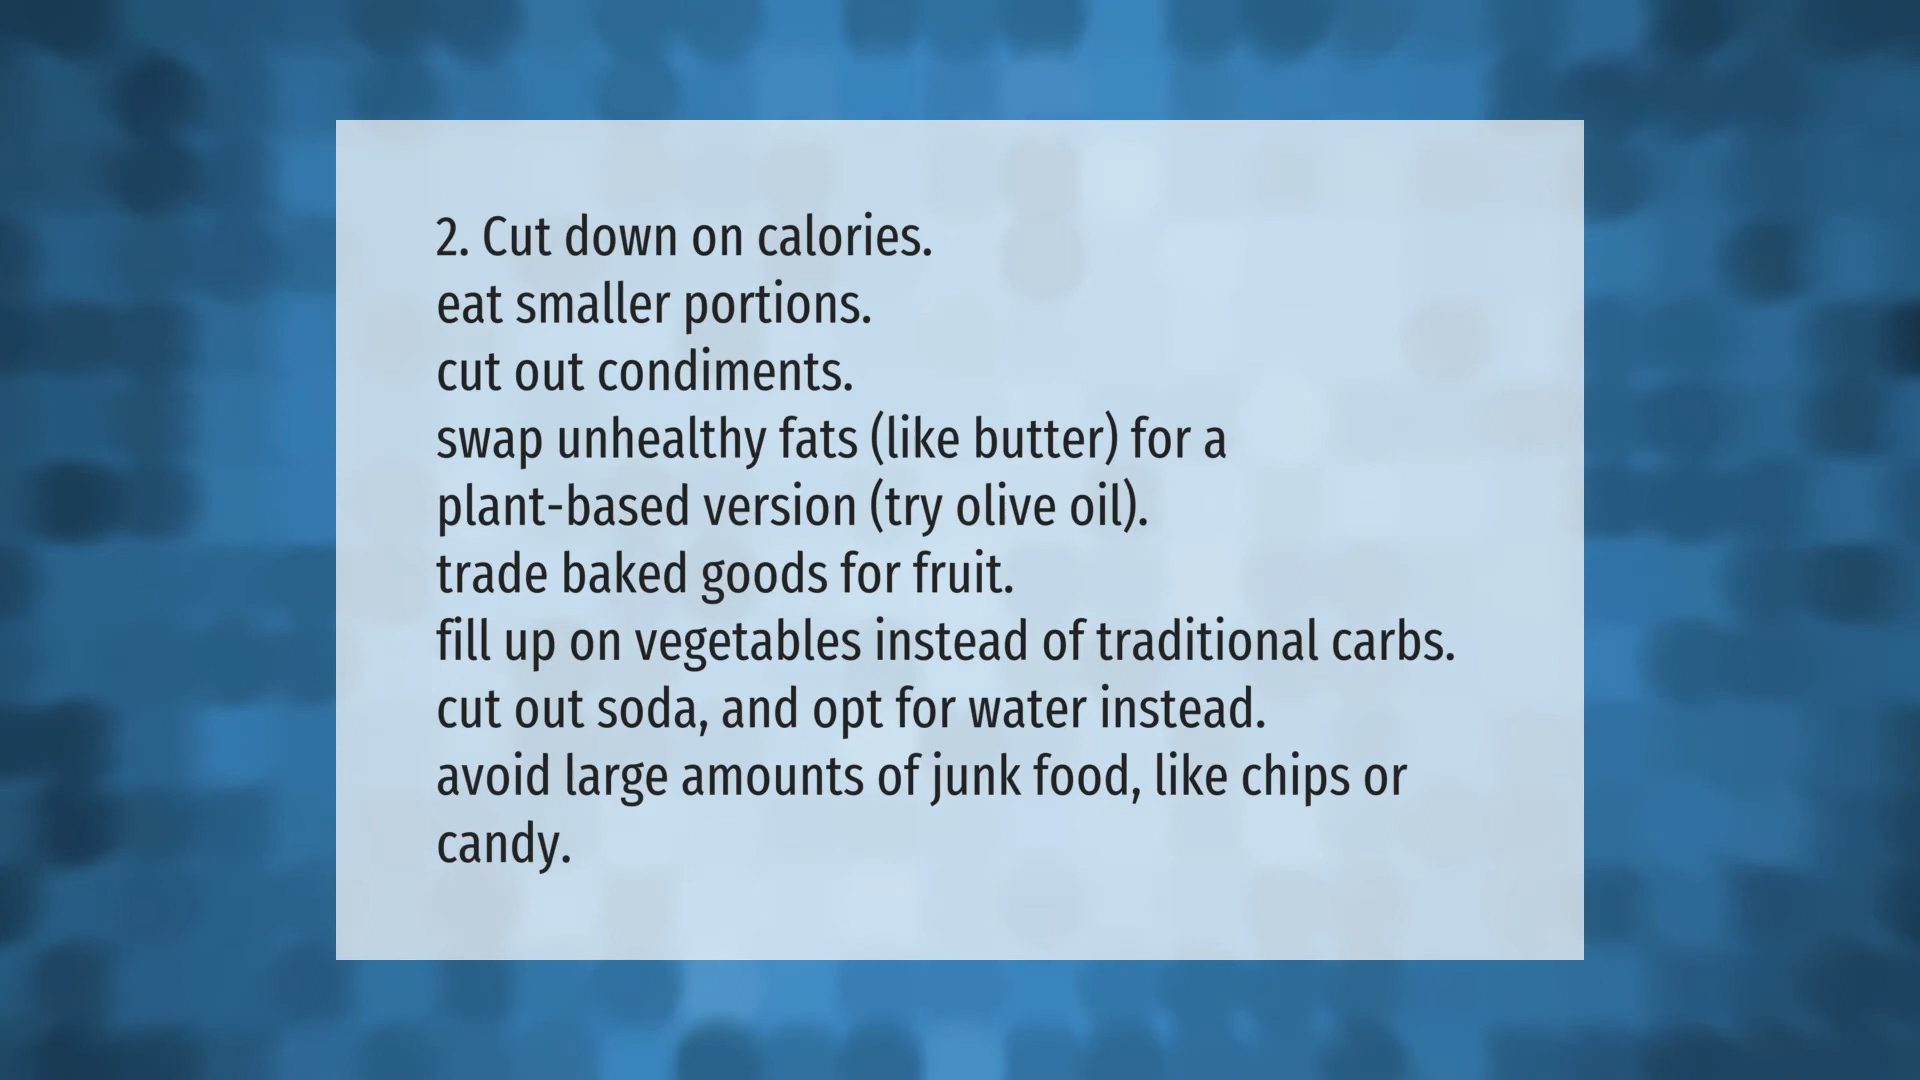 2. Cut down on calories.
eat smaller portions.
cut out condiments.
swap unhealthy fats (like butter) for a
plant-based version (try olive oil).
trade baked goods for fruit.
fill up on vegetables instead of traditional carbs.
cut out soda, and opt for water instead.
avoid large amounts of junk food, like chips or
candy.